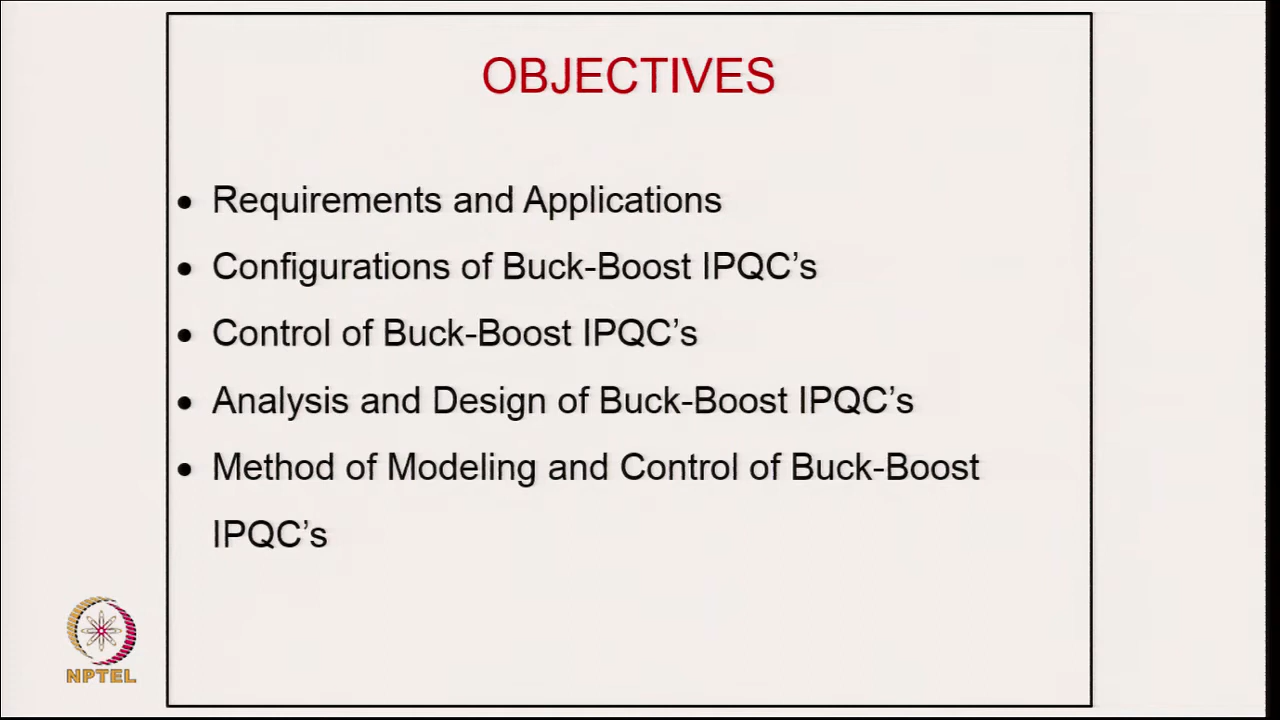 OBJECTIVES
• Requirements and Applications
• Configurations of Buck-Boost IPQC’s
• Control of Buck-Boost IPQC’s
• Analysis and Design of Buck-Boost IPQC’s
• Method of Modeling and Control of Buck-Boost
IPQC’s
NPTEL